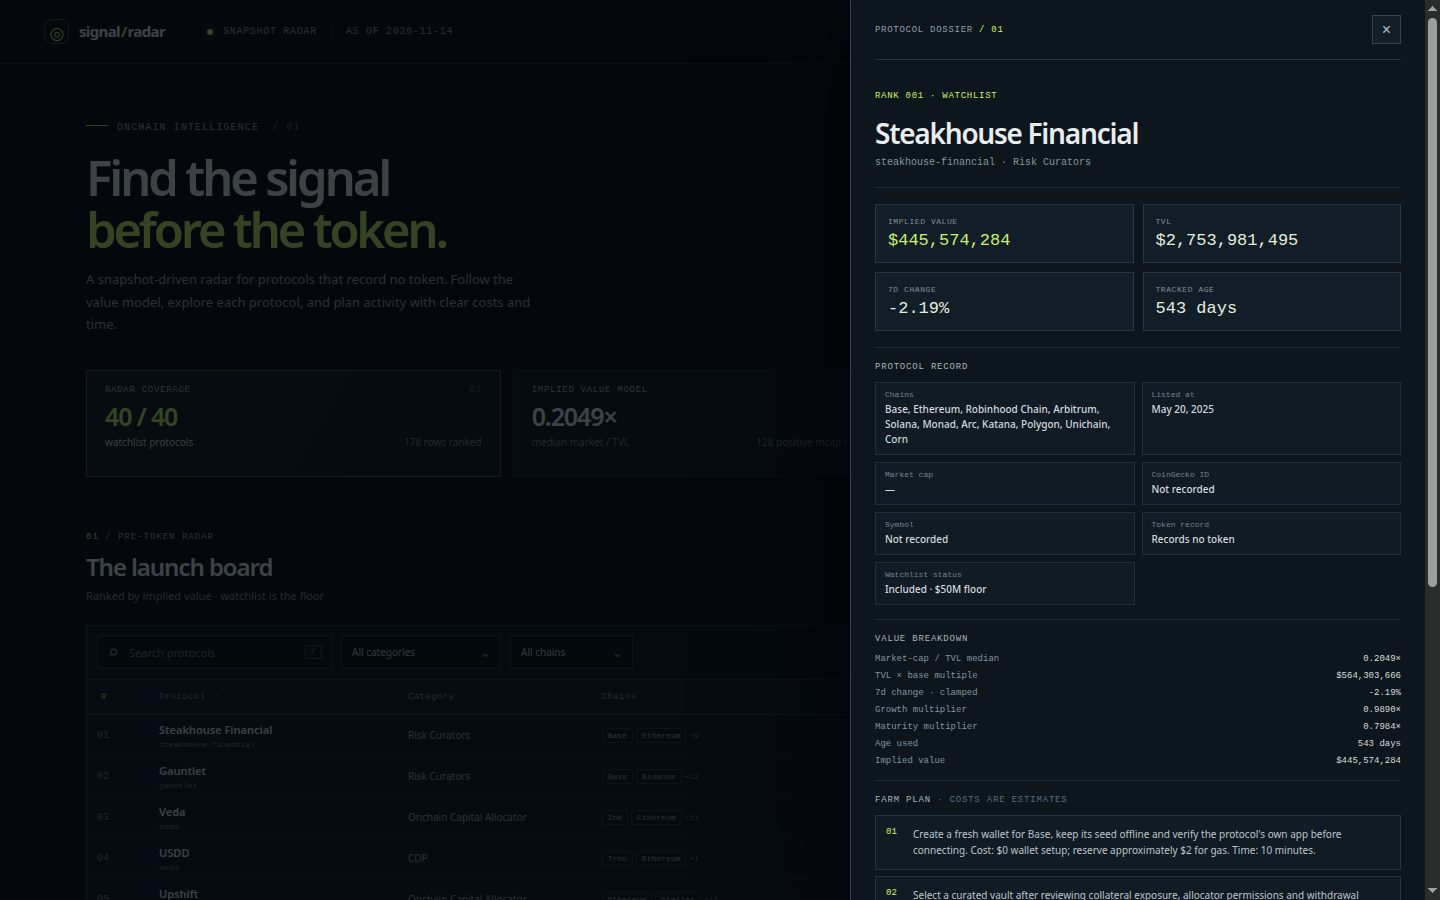 signal/radar
SNAPSHOT RADAR
AS OF 2026-11-14
ONCHAIN INTELLIGENCE / 01
Find the signal
before the token.
A snapshot-driven radar for protocols that record no token. Follow the
value model, explore each protocol, and plan activity with clear costs and
time.
RADAR COVERAGE 01
40 / 40
watchlist protocols 178 rows ranked
IMPLIED VALUE MODEL
0.2049×
median market / TVL 128 positive mcap /
01 / PRE-TOKEN RADAR
The launch board
Ranked by implied value · watchlist is the floor
Search protocols /
All categories
All chains
# Protocol Category Chains
01 Steakhouse Financial Risk Curators Base Ethereum +9
steakhouse-financial
02 Gauntlet Risk Curators Base Binance
gauntlet
03 Veda Onchain Capital Allocator Ink Ethereum +11
veda
04 USDD CDP Tron Ethereum +1
usdd
05 Upshift Onchain Capital Allocator
PROTOCOL DOSSIER / 01
×
RANK 001 · WATCHLIST
Steakhouse Financial
steakhouse-financial · Risk Curators
IMPLIED VALUE
$445,574,284
TVL
$2,753,981,495
7D CHANGE
-2.19%
TRACKED AGE
543 days
PROTOCOL RECORD
Chains
Base, Ethereum, Robinhood Chain, Arbitrum,
Solana, Monad, Arc, Katana, Polygon, Unichain,
Corn
Listed at
May 20, 2025
Market cap
—
CoinGecko ID
Not recorded
Symbol
Not recorded
Token record
Records no token
Watchlist status
Included · $50M floor
VALUE BREAKDOWN
Market-cap / TVL median 0.2049×
TVL × base multiple $564,303,666
7d change · clamped -2.19%
Growth multiplier 0.9890×
Maturity multiplier 0.7984×
Age used 543 days
Implied value $445,574,284
FARM PLAN · COSTS ARE ESTIMATES
01 Create a fresh wallet for Base, keep its seed offline and verify the protocol's own app before
connecting. Cost: $0 wallet setup; reserve approximately $2 for gas. Time: 10 minutes.
02 Select a curated vault after reviewing collateral exposure, allocator permissions and withdrawal